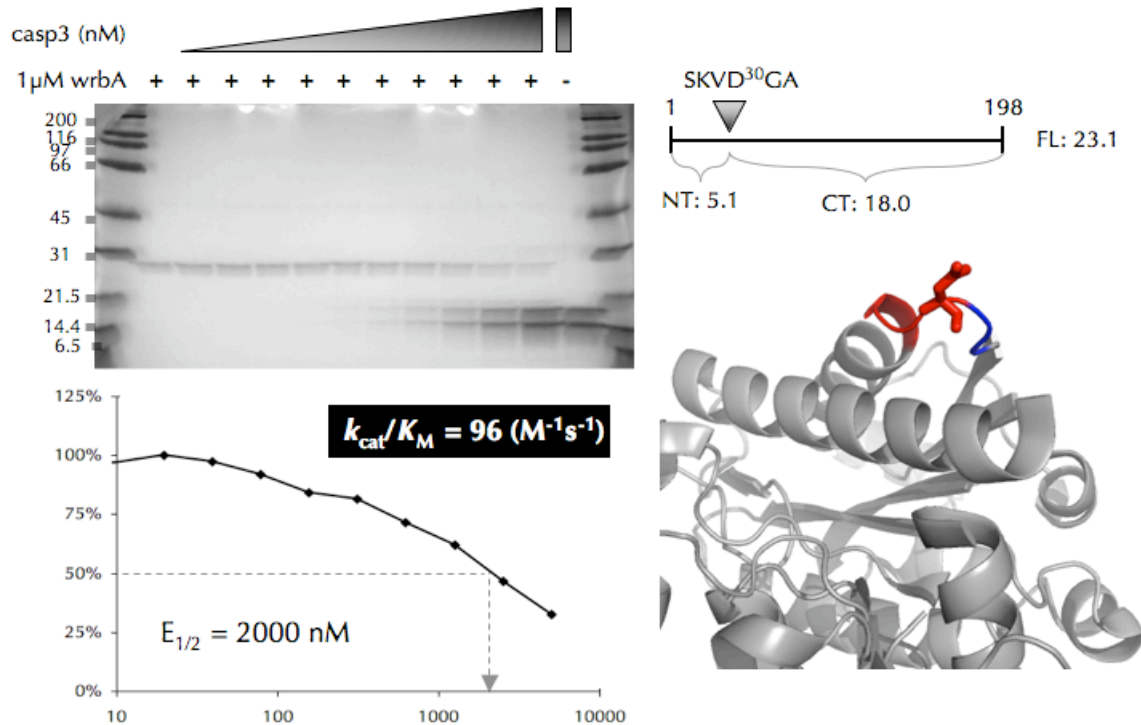 casp3 (nM)
1µM wrbA + + + + + + + + + + + -
200
116
97
66
45
31
21.5
14.4
6.5
SKVD³⁰GA
1 198
FL: 23.1
NT: 5.1 CT: 18.0
125%
100%
75%
50%
25%
0%
k_cat/K_M = 96 (M⁻¹s⁻¹)
E₁/₂ = 2000 nM
10 100 1000 10000